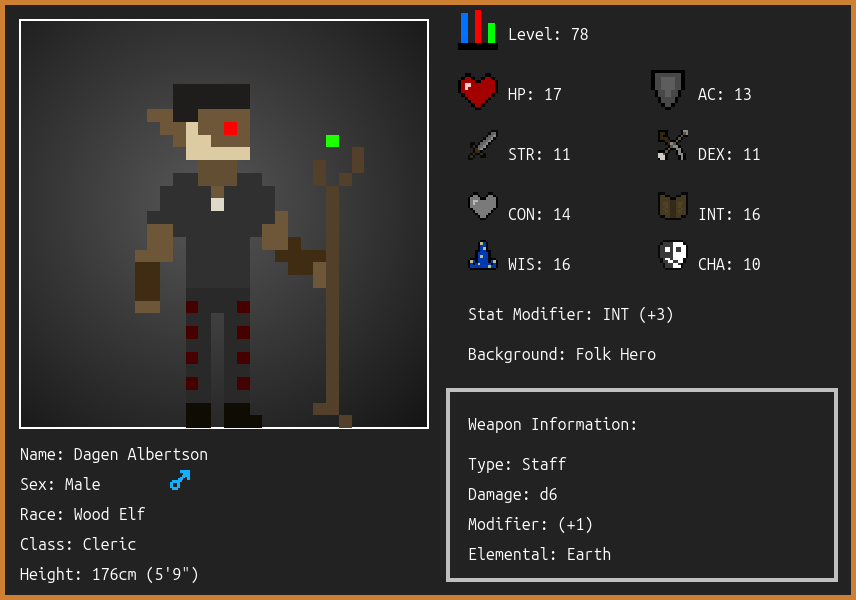 Level: 78
HP: 17
AC: 13
STR: 11
DEX: 11
CON: 14
INT: 16
WIS: 16
CHA: 10
Stat Modifier: INT (+3)
Background: Folk Hero
Weapon Information:
Type: Staff
Damage: d6
Modifier: (+1)
Elemental: Earth
Name: Dagen Albertson
Sex: Male
Race: Wood Elf
Class: Cleric
Height: 176cm (5'9")